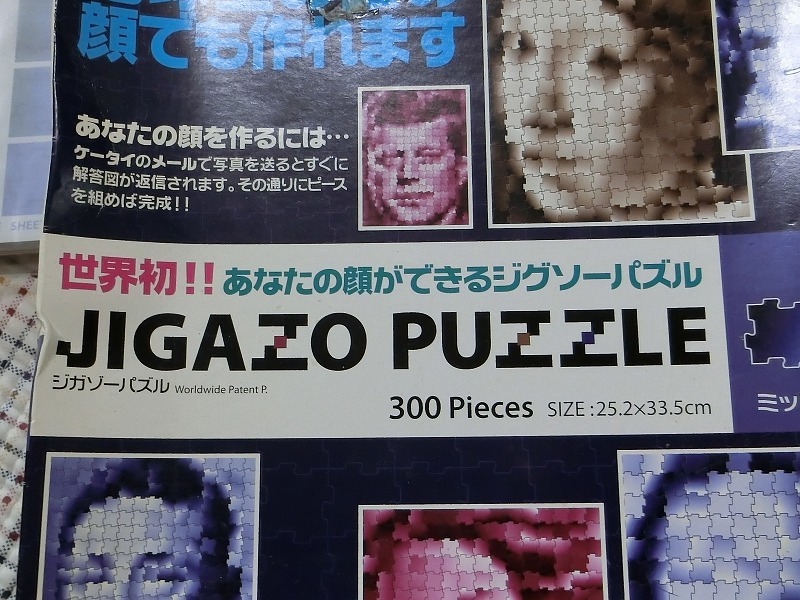 顔でも作れます
あなたの顔を作るには…
ケータイのメールで写真を送るとすぐに
解答図が返信されます。その通りにピース
を組めば完成!!
SHEET
世界初!!あなたの顔ができるジグソーパズル
JIGAZO PUZZLE
ジガゾーパズル Worldwide Patent P.
300 Pieces SIZE:25.2×33.5cm
ミッ